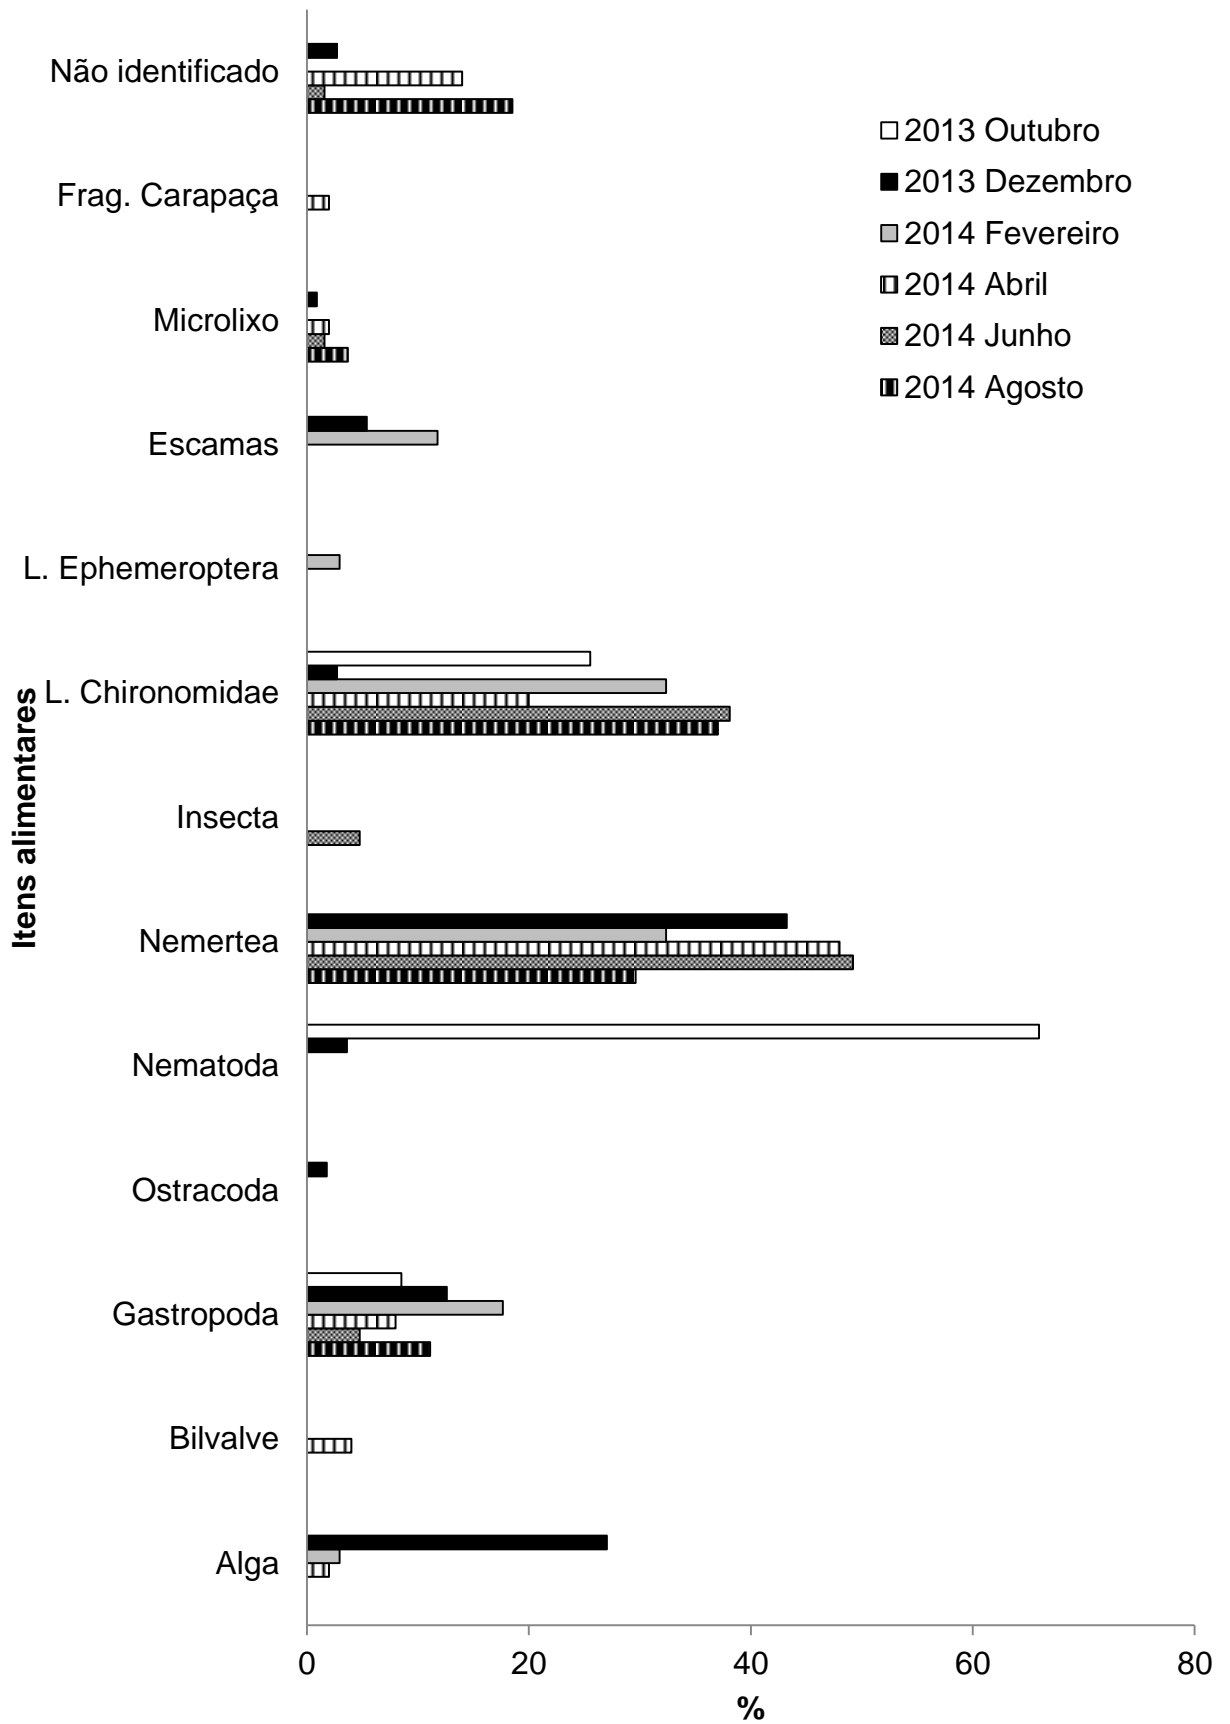 Não identificado
Frag. Carapaça
Microlixo
Escamas
L. Ephemeroptera
L. Chironomidae
Insecta
Nemertea
Nematoda
Ostracoda
Gastropoda
Bilvalve
Alga
Itens alimentares
2013 Outubro
2013 Dezembro
2014 Fevereiro
2014 Abril
2014 Junho
2014 Agosto
0 20 40 60 80
%